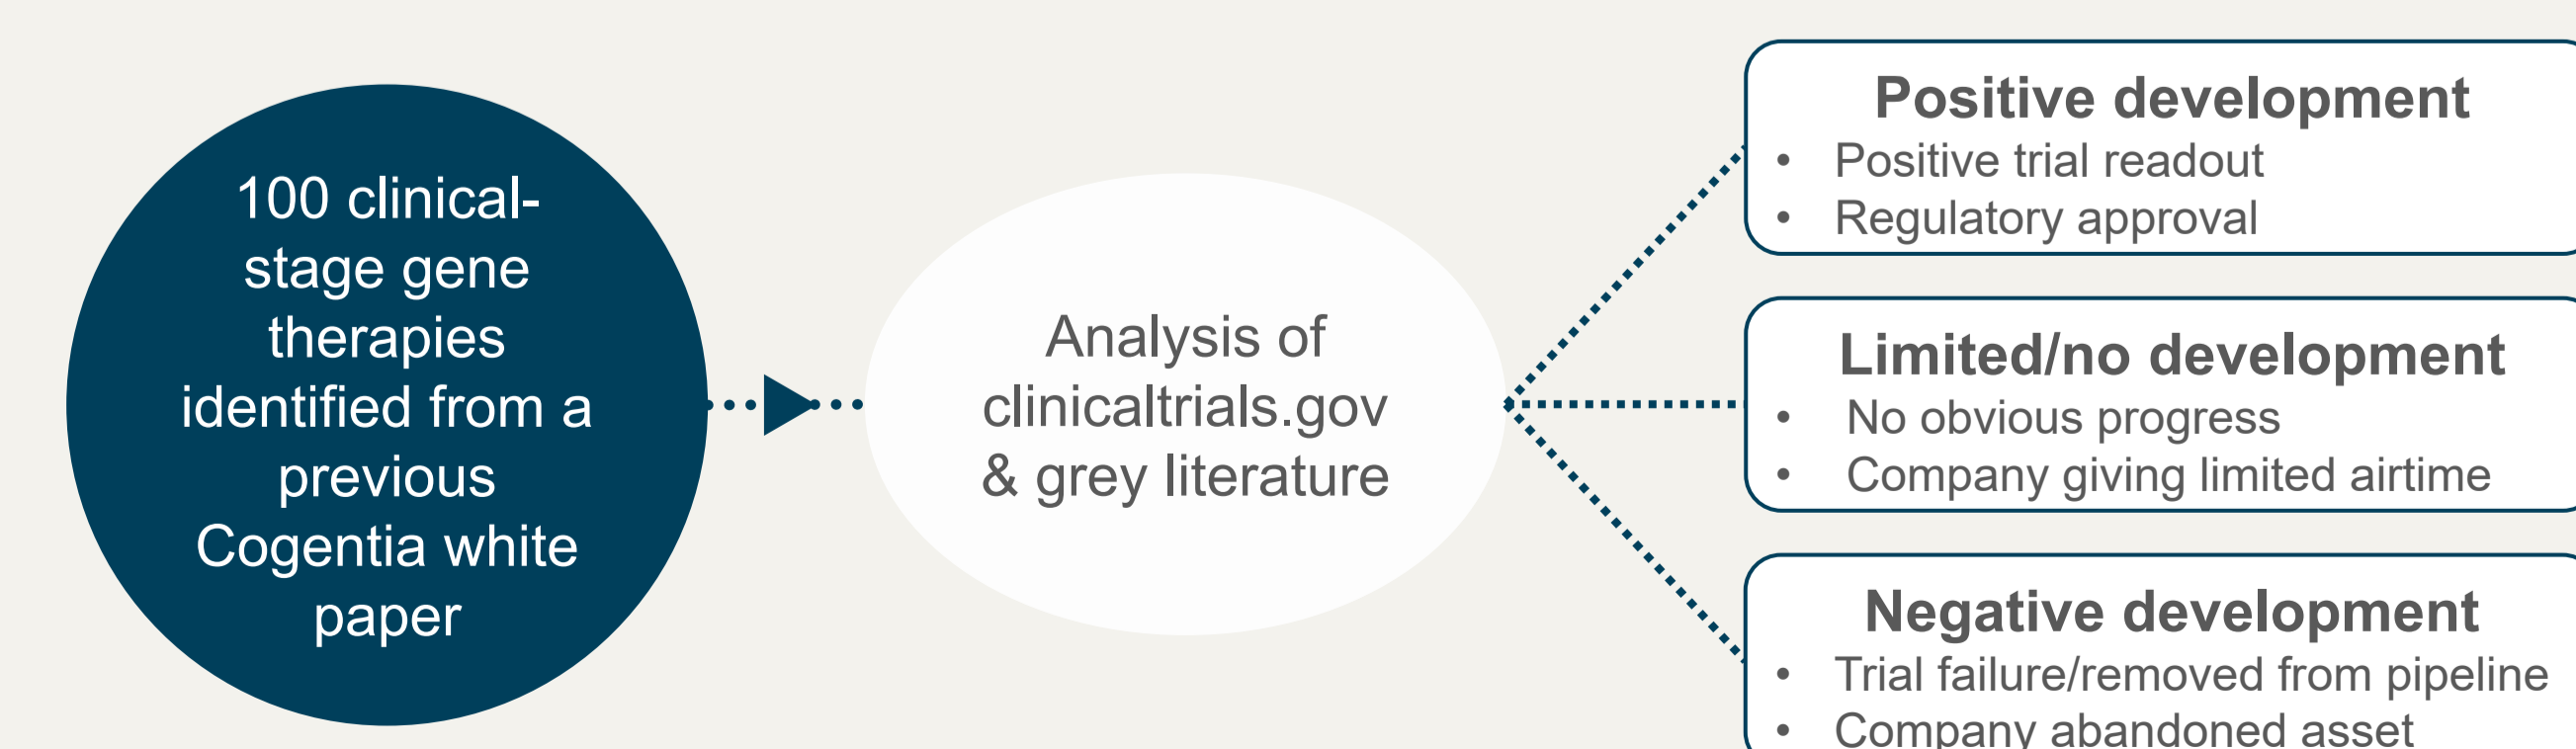 100 clinical-
stage gene
therapies
identified from a
previous
Cogentia white
paper
Analysis of
clinicaltrials.gov
& grey literature
Positive development
• Positive trial readout
• Regulatory approval
Limited/no development
• No obvious progress
• Company giving limited airtime
Negative development
• Trial failure/removed from pipeline
• Company abandoned asset